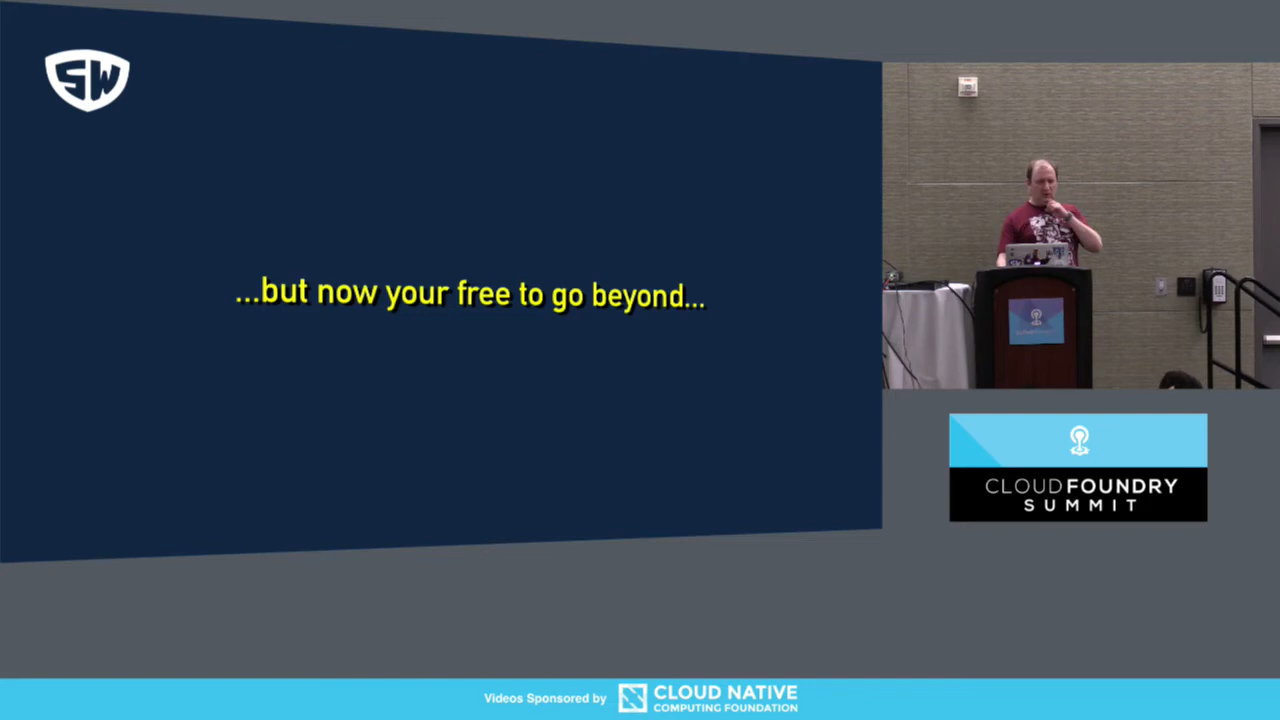 SW
...but now your free to go beyond...
CLOUD FOUNDRY
SUMMIT
Videos Sponsored by
CLOUD NATIVE
COMPUTING FOUNDATION